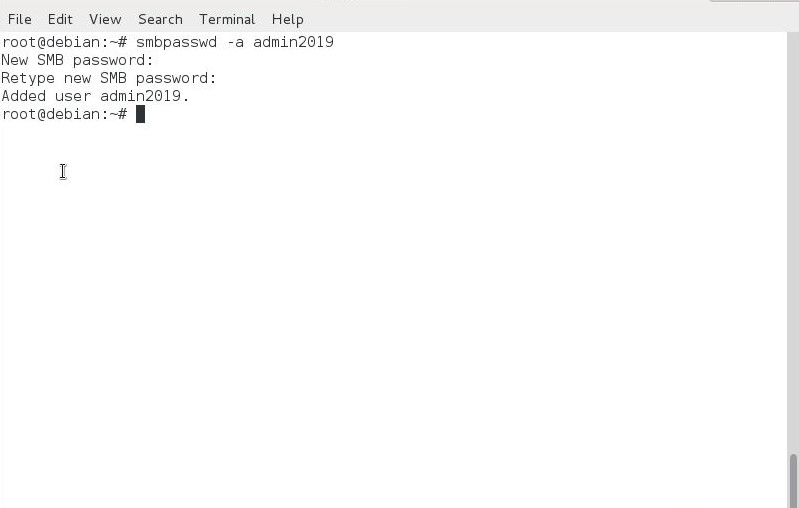 File Edit View Search Terminal Help
root@debian:~# smbpasswd -a admin2019
New SMB password:
Retype new SMB password:
Added user admin2019.
root@debian:~#